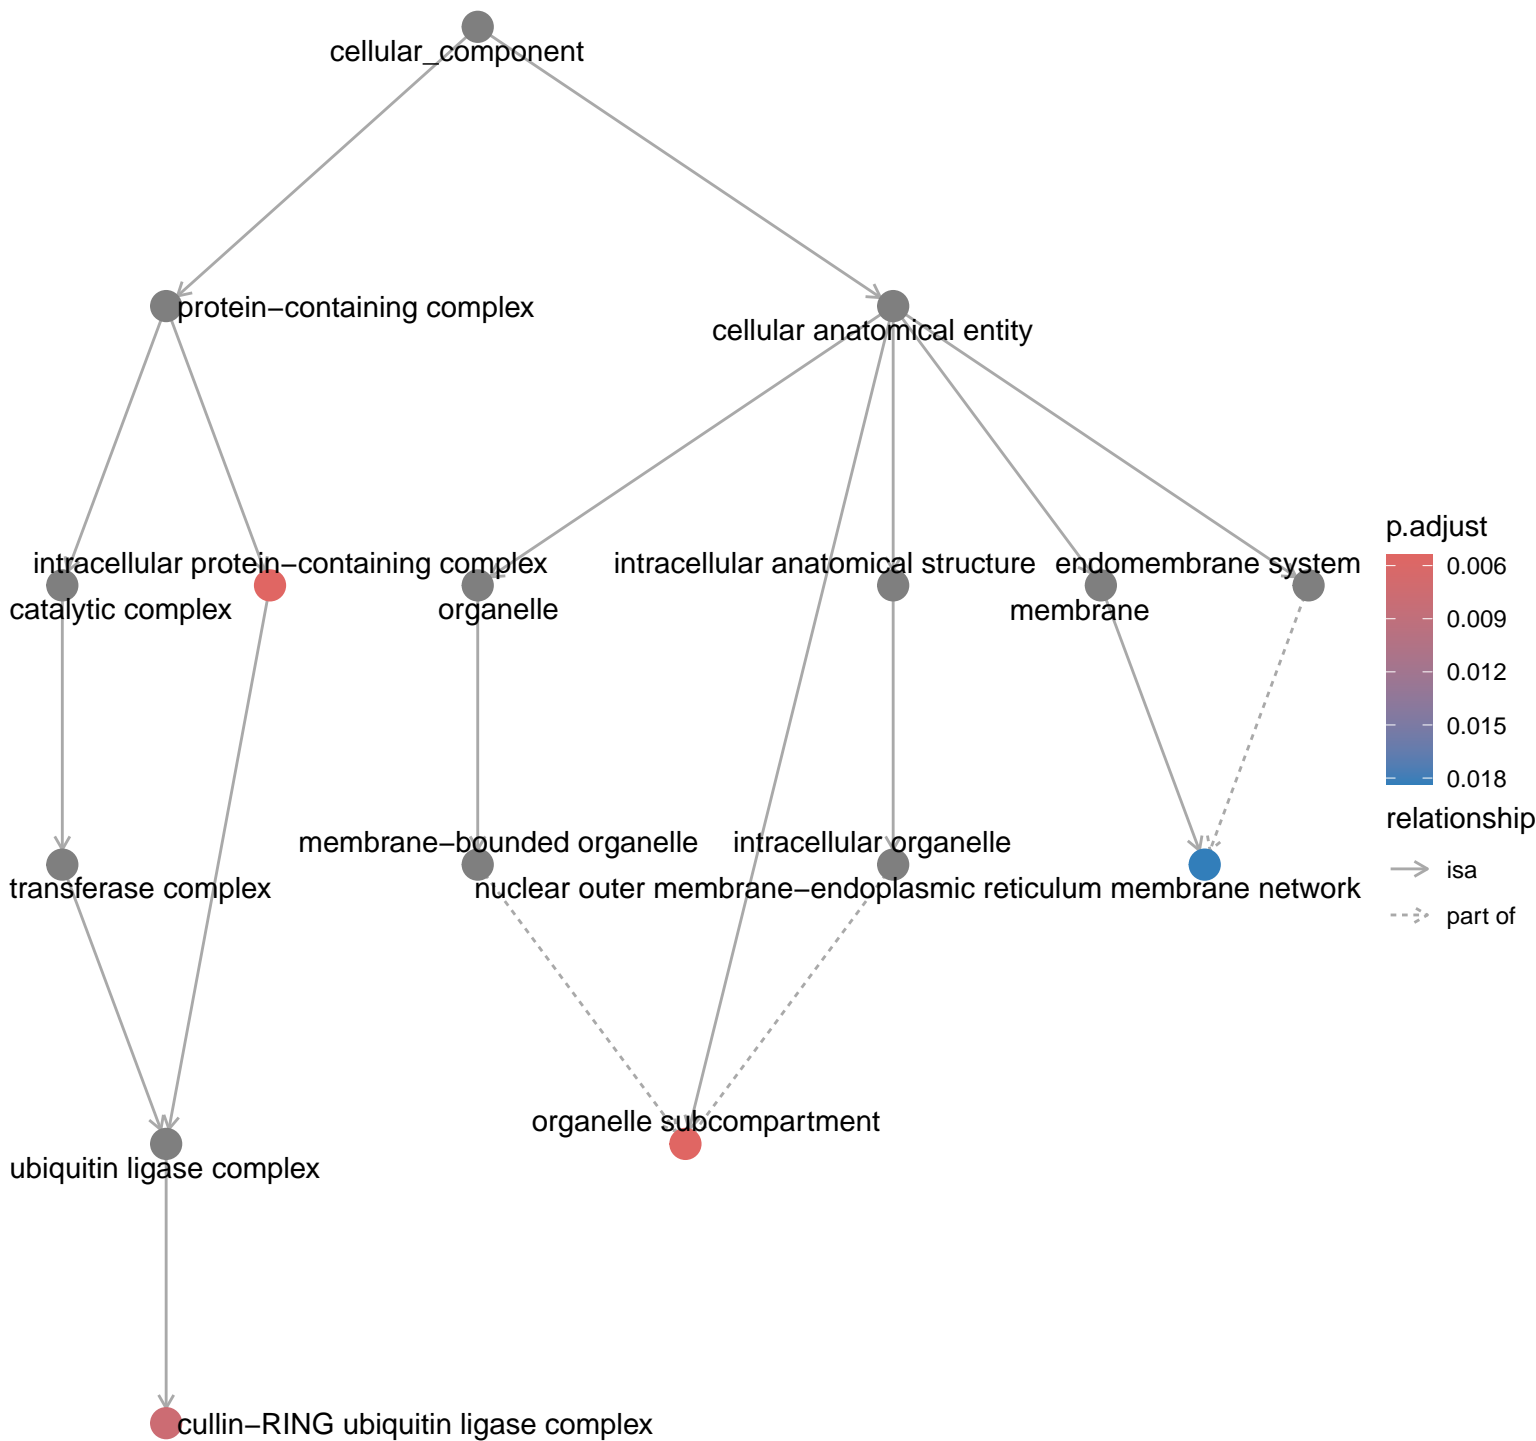 cellular_component
protein−containing complex
cellular anatomical entity
intracellular protein−containing complex
intracellular anatomical structure
endomembrane system
catalytic complex
organelle
membrane
membrane−bounded organelle
intracellular organelle
transferase complex
nuclear outer membrane−endoplasmic reticulum membrane network
organelle subcompartment
ubiquitin ligase complex
cullin−RING ubiquitin ligase complex
p.adjust
0.006
0.009
0.012
0.015
0.018
relationship
isa
part of